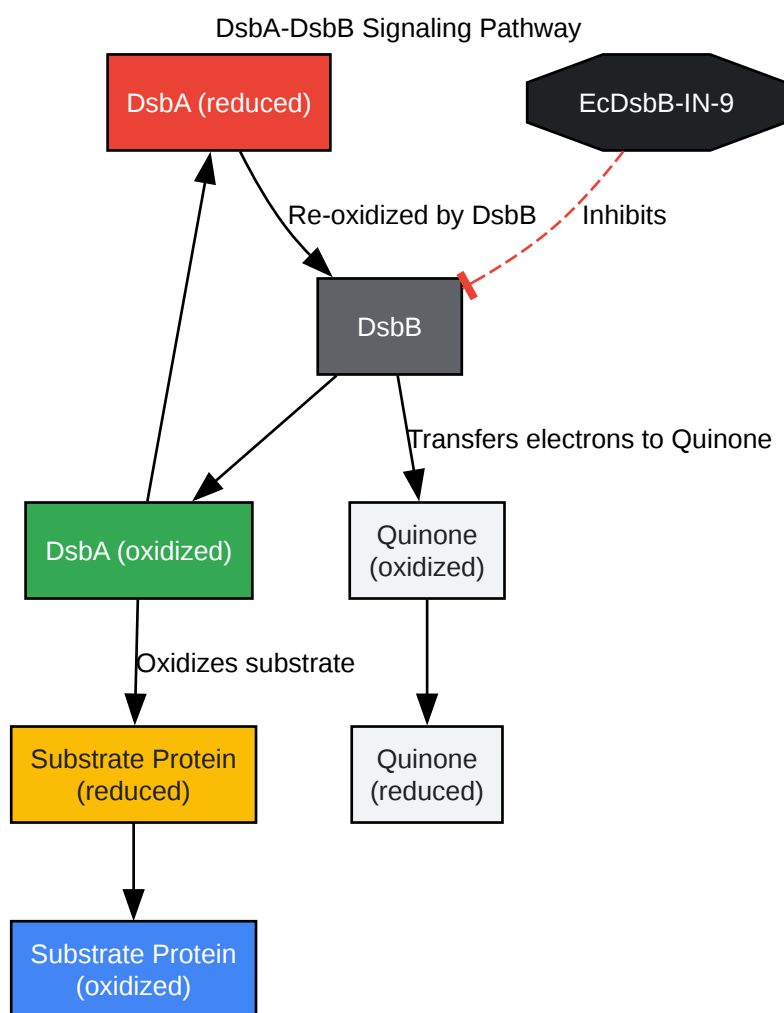 DsbA-DsbB Signaling Pathway
DsbA (reduced)
EcDsbB-IN-9
Re-oxidized by DsbB
Inhibits
DsbB
Transfers electrons to Quinone
DsbA (oxidized)
Quinone
(oxidized)
Oxidizes substrate
Substrate Protein
(reduced)
Quinone
(reduced)
Substrate Protein
(oxidized)